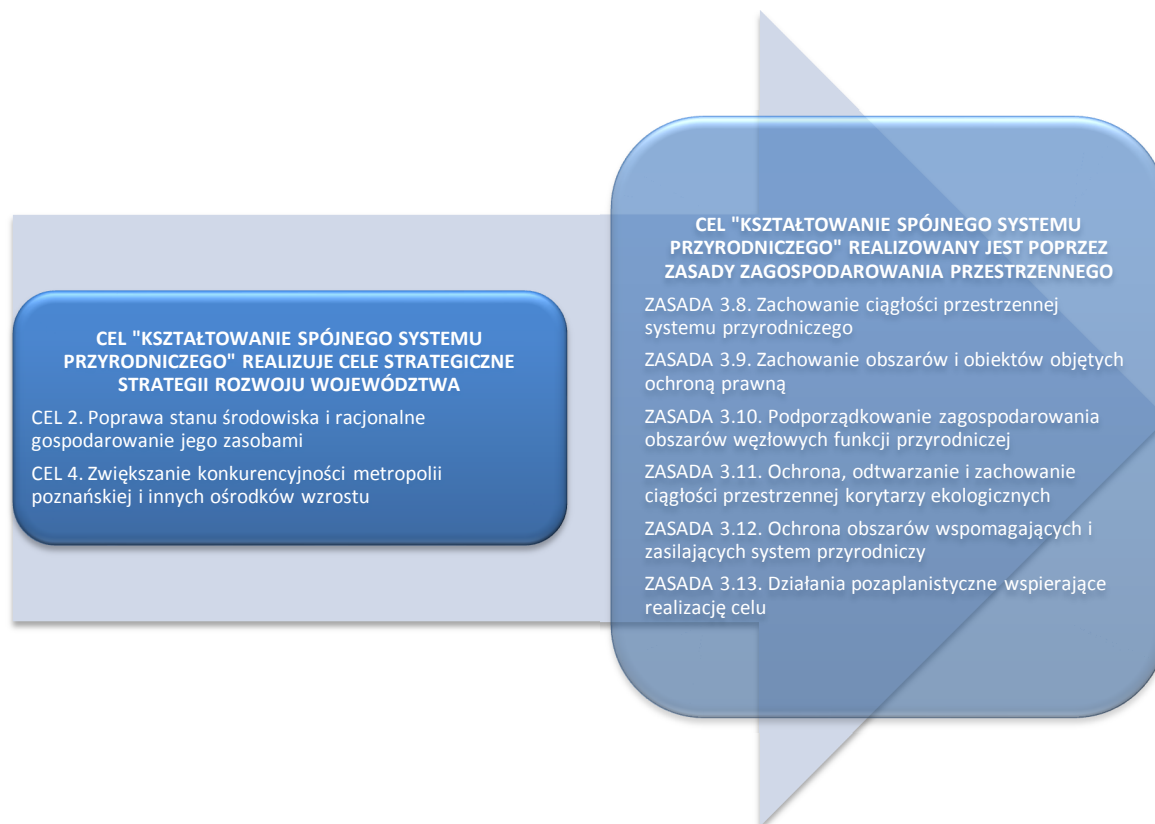 CEL "KSZTAŁTOWANIE SPÓJNEGO SYSTEMU
PRZYRODNICZEGO" REALIZUJE CELE STRATEGICZNE
STRATEGII ROZWOJU WOJEWÓDZTWA
CEL 2. Poprawa stanu środowiska i racjonalne
gospodarowanie jego zasobami
CEL 4. Zwiększanie konkurencyjności metropolii
poznańskiej i innych ośrodków wzrostu
CEL "KSZTAŁTOWANIE SPÓJNEGO SYSTEMU
PRZYRODNICZEGO" REALIZOWANY JEST POPRZEZ
ZASADY ZAGOSPODAROWANIA PRZESTRZENNEGO
ZASADA 3.8. Zachowanie ciągłości przestrzennej
systemu przyrodniczego
ZASADA 3.9. Zachowanie obszarów i obiektów objętych
ochroną prawną
ZASADA 3.10. Podporządkowanie zagospodarowania
obszarów węzłowych funkcji przyrodniczej
ZASADA 3.11. Ochrona, odtwarzanie i zachowanie
ciągłości przestrzennej korytarzy ekologicznych
ZASADA 3.12. Ochrona obszarów wspomagających i
zasilających system przyrodniczy
ZASADA 3.13. Działania pozaplanistyczne wspierające
realizację celu